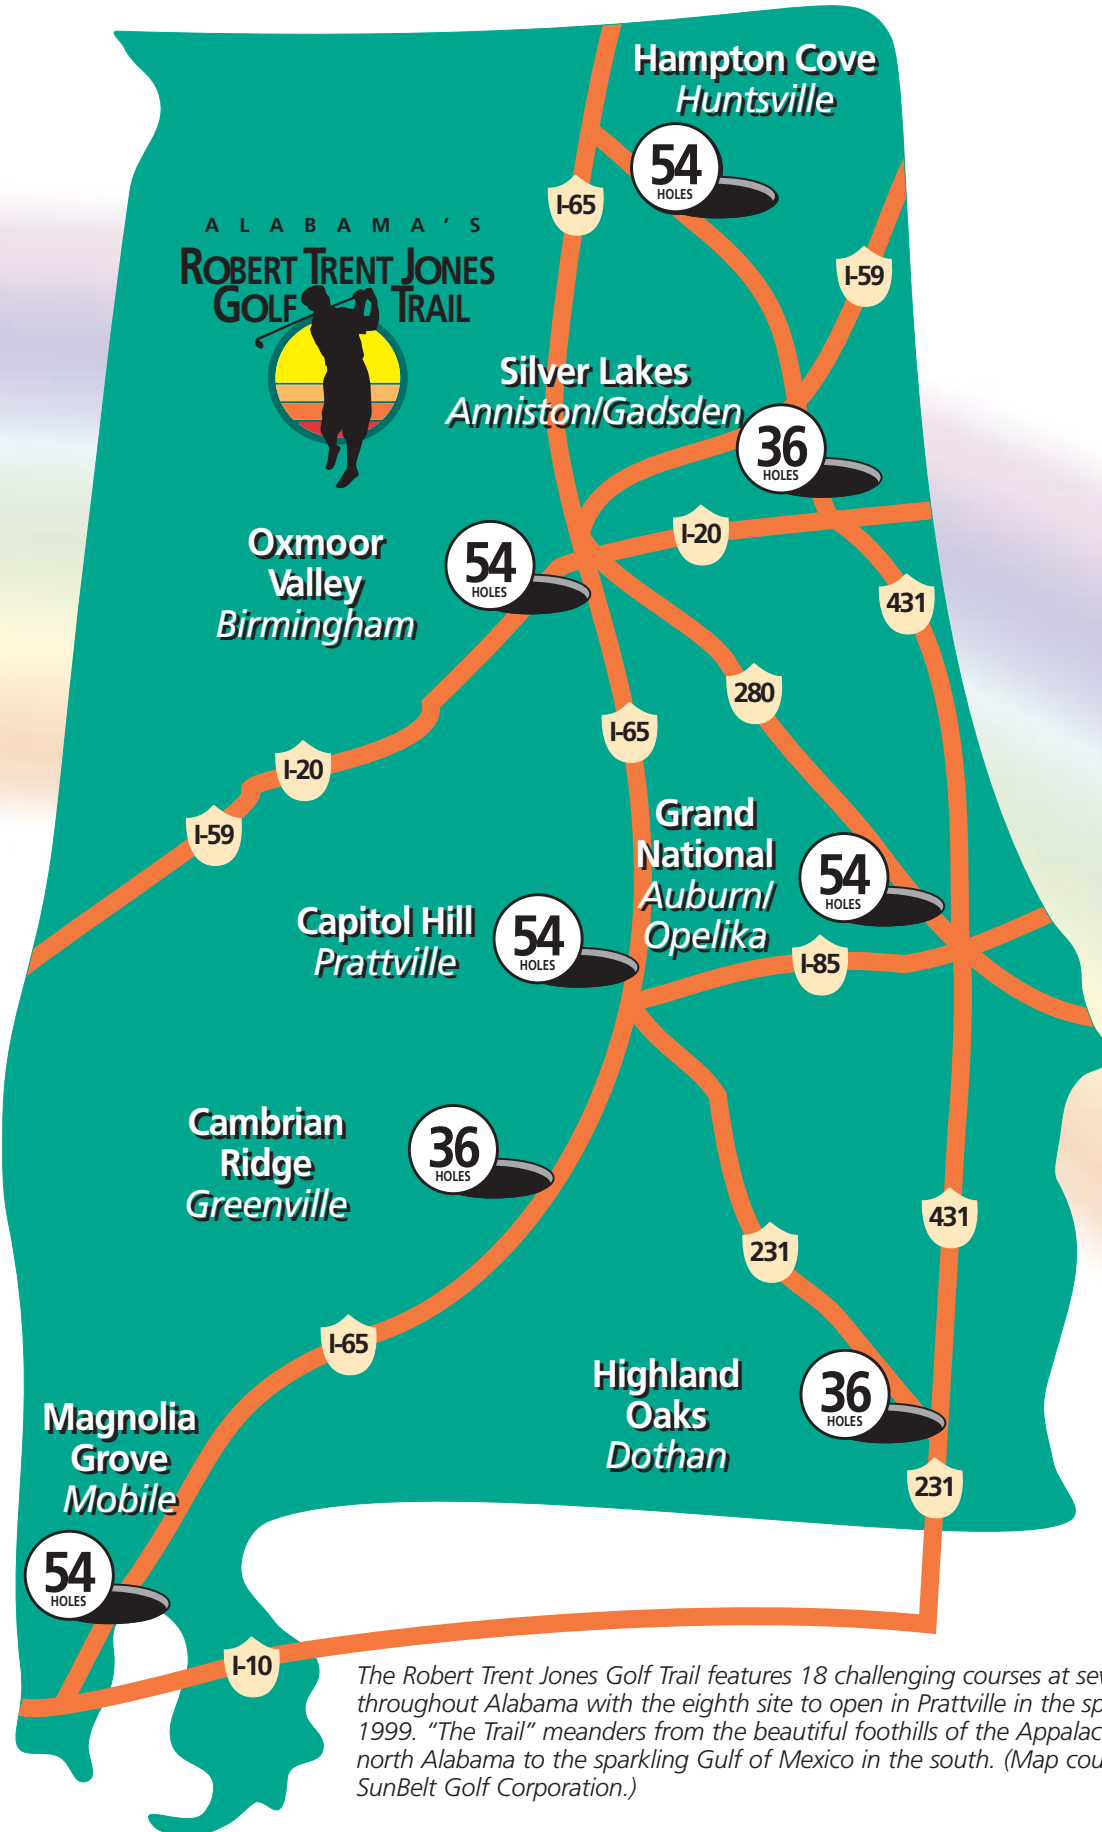 Hampton Cove
Huntsville
54
HOLES
I-65
I-59
ALABAMA'S
ROBERT TRENT JONES
GOLF TRAIL
Silver Lakes
Anniston/Gadsden
36
HOLES
I-20
Oxmoor
Valley
Birmingham
54
HOLES
431
280
I-65
I-20
I-59
Grand
National
Auburn/
Opelika
54
HOLES
Capitol Hill
Prattville
54
HOLES
I-85
Cambrian
Ridge
Greenville
36
HOLES
431
231
I-65
Highland
Oaks
Dothan
36
HOLES
Magnolia
Grove
Mobile
54
HOLES
231
I-10
The Robert Trent Jones Golf Trail features 18 challenging courses at
throughout Alabama with the eighth site to open in Prattville in the
1999. “The Trail” meanders from the beautiful foothills of the
north Alabama to the sparkling Gulf of Mexico in the south. (Map
SunBelt Golf Corporation.)